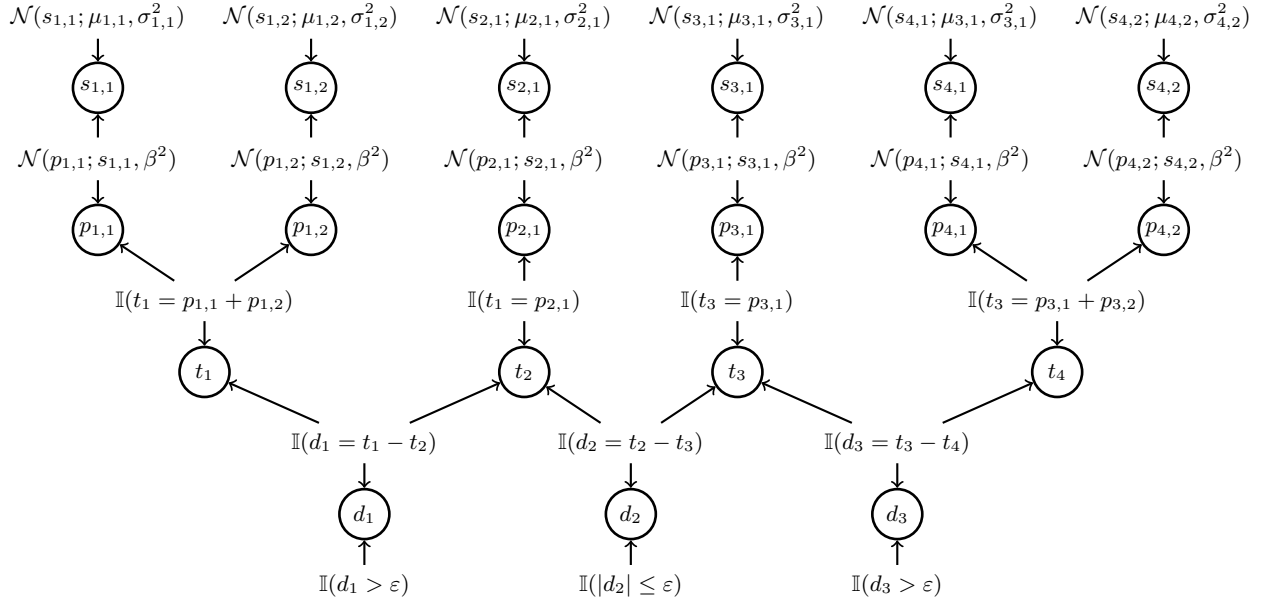 𝒩(s₁,₁; μ₁,₁, σ²₁,₁) 𝒩(s₁,₂; μ₁,₂, σ²₁,₂) 𝒩(s₂,₁; μ₂,₁, σ²₂,₁) 𝒩(s₃,₁; μ₃,₁, σ²₃,₁) 𝒩(s₄,₁; μ₃,₁, σ²₃,₁) 𝒩(s₄,₂; μ₄,₂, σ²₄,₂)
s₁,₁ s₁,₂ s₂,₁ s₃,₁ s₄,₁ s₄,₂
𝒩(p₁,₁; s₁,₁, β²) 𝒩(p₁,₂; s₁,₂, β²) 𝒩(p₂,₁; s₂,₁, β²) 𝒩(p₃,₁; s₃,₁, β²) 𝒩(p₄,₁; s₄,₁, β²) 𝒩(p₄,₂; s₄,₂, β²)
p₁,₁ p₁,₂ p₂,₁ p₃,₁ p₄,₁ p₄,₂
𝕀(t₁ = p₁,₁ + p₁,₂) 𝕀(t₁ = p₂,₁) 𝕀(t₃ = p₃,₁) 𝕀(t₃ = p₃,₁ + p₃,₂)
t₁ t₂ t₃ t₄
𝕀(d₁ = t₁ − t₂) 𝕀(d₂ = t₂ − t₃) 𝕀(d₃ = t₃ − t₄)
d₁ d₂ d₃
𝕀(d₁ > ε) 𝕀(|d₂| ≤ ε) 𝕀(d₃ > ε)